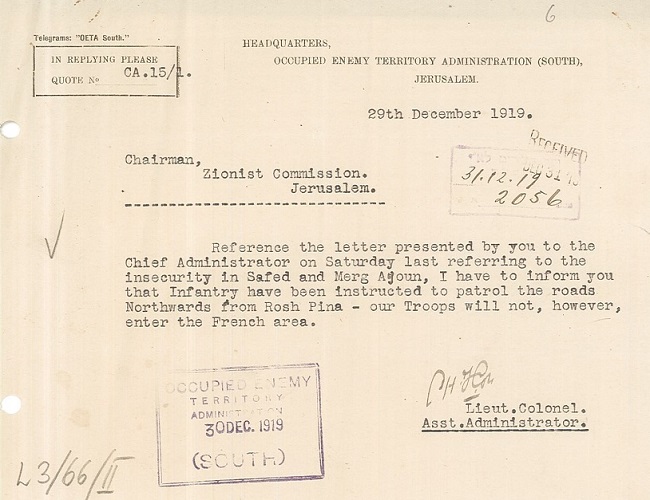 6
Telegrams: "OETA South."
IN REPLYING PLEASE
QUOTE No CA.15/1.
HEADQUARTERS,
OCCUPIED ENEMY TERRITORY ADMINISTRATION (SOUTH),
JERUSALEM.
29th December 1919.
Chairman,
Zionist Commission.
Jerusalem.
RECEIVED
31.12.19
2056
Reference the letter presented by you to the
Chief Administrator on Saturday last referring to the
insecurity in Safed and Merg Ajoun, I have to inform you
that Infantry have been instructed to patrol the roads
Northwards from Rosh Pina - our Troops will not, however,
enter the French area.
Lieut.Colonel.
Asst.Administrator.
OCCUPIED ENEMY
TERRITORY
ADMINISTRATION
30 DEC. 1919
(SOUTH)
L3/66/II